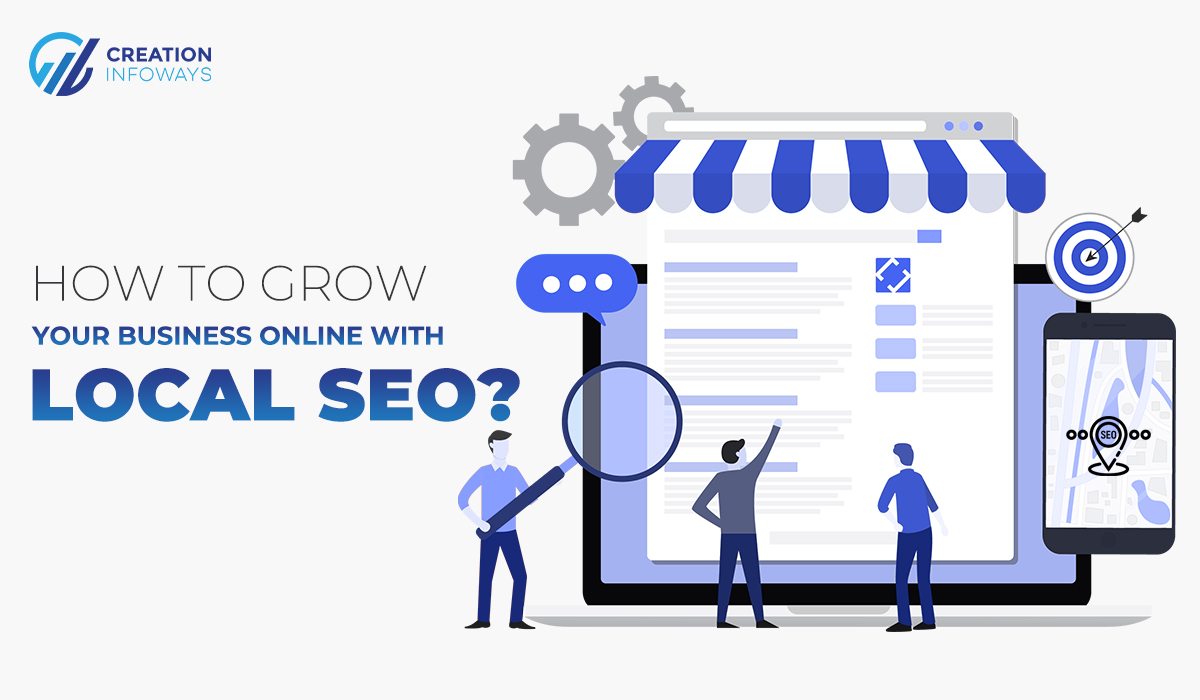 CREATION
INFOWAYS
HOW TO GROW
YOUR BUSINESS ONLINE WITH
LOCAL SEO?
SEO